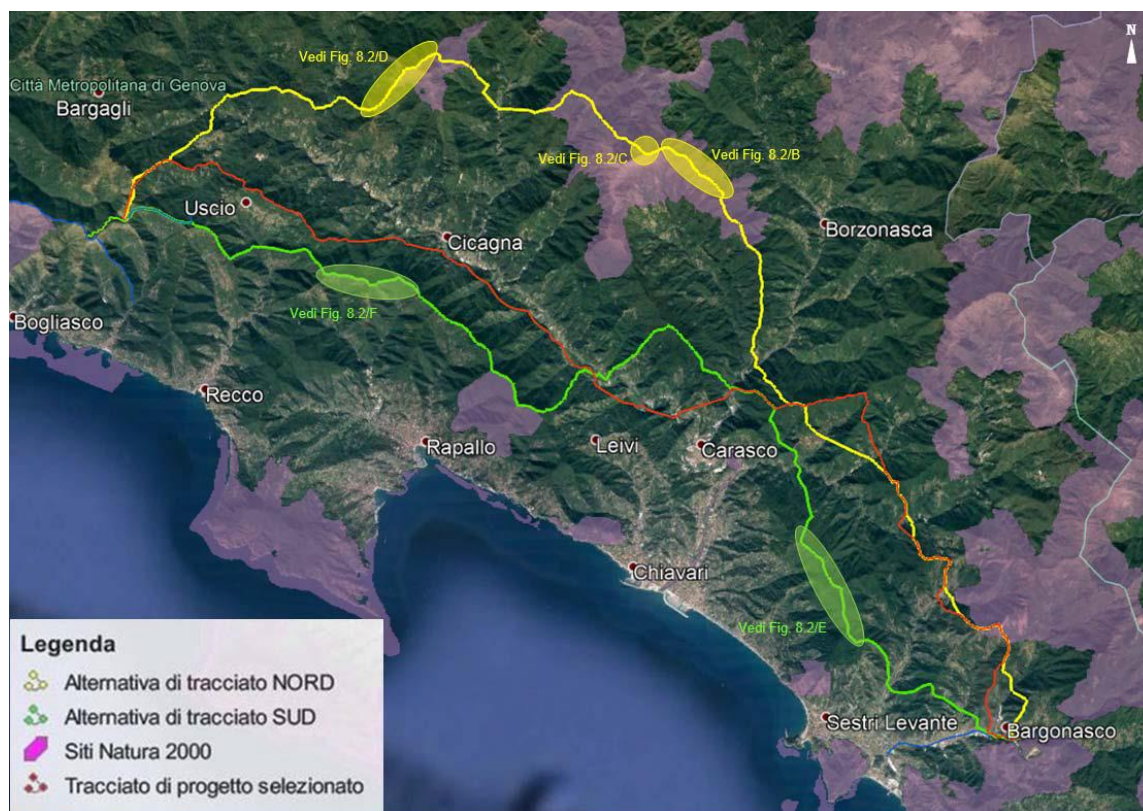 N
Vedi Fig. 8.2/D
Città Metropolitana di Genova
Bargagli
Vedi Fig. 8.2/C
Vedi Fig. 8.2/B
Uscio
Cicagna
Borzonasca
Vedi Fig. 8.2/F
Bogliasco
Recco
Rapallo
Leivi
Carasco
Chiavari
Vedi Fig. 8.2/E
Sestri Levante
Bargonasco
Legenda
Alternativa di tracciato NORD
Alternativa di tracciato SUD
Siti Natura 2000
Tracciato di progetto selezionato